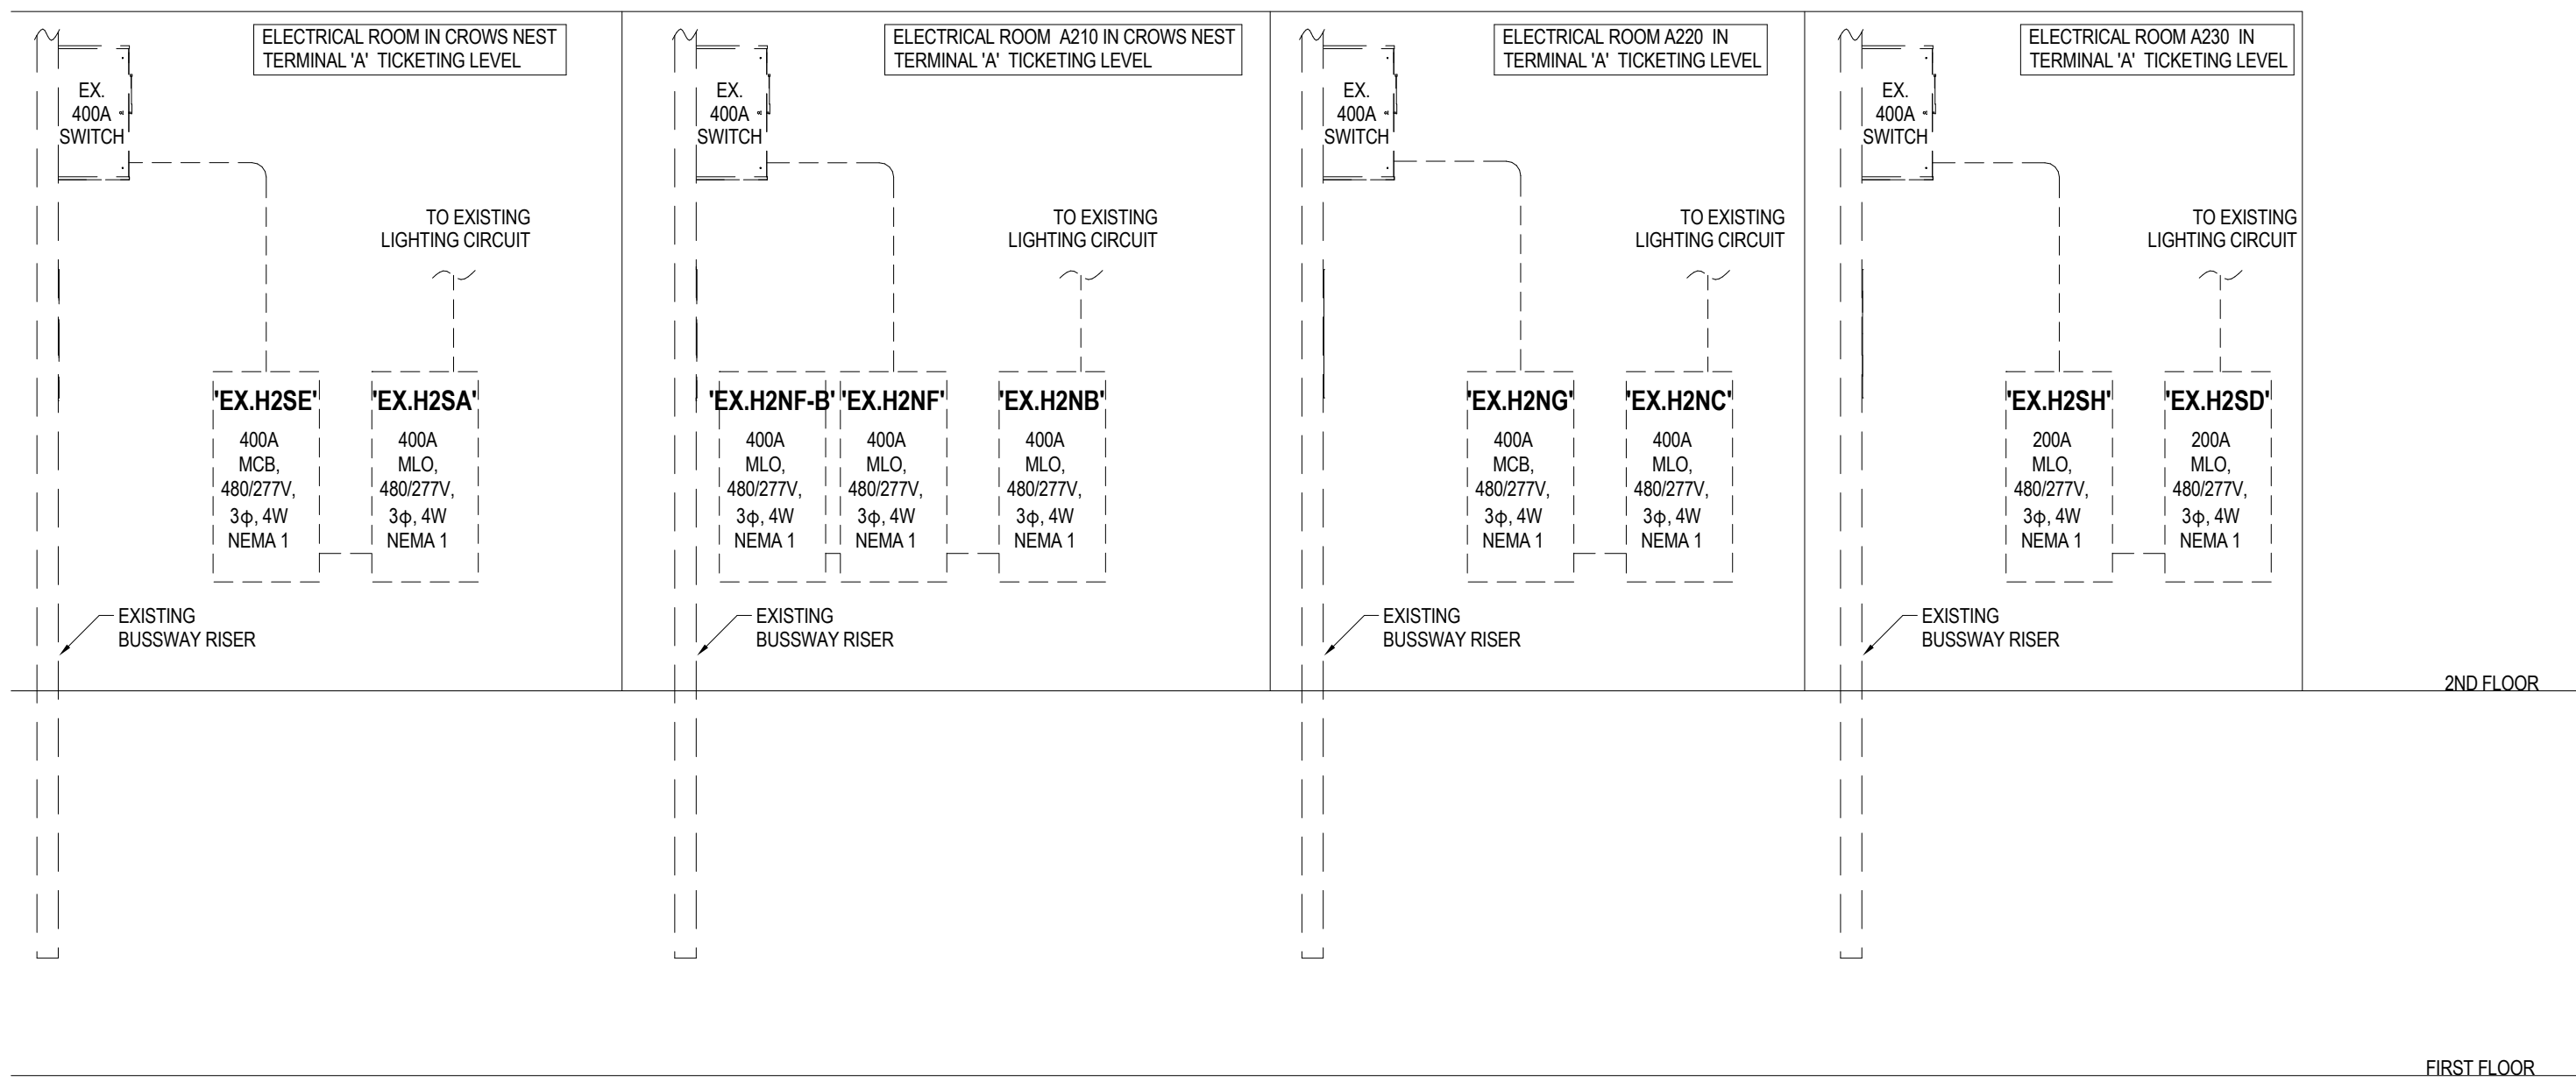 ELECTRICAL ROOM IN CROWS NEST
TERMINAL 'A' TICKETING LEVEL
EX.
400A
SWITCH
TO EXISTING
LIGHTING CIRCUIT
'EX.H2SE'
400A
MCB,
480/277V,
3ϕ, 4W
NEMA 1
'EX.H2SA'
400A
MLO,
480/277V,
3ϕ, 4W
NEMA 1
EXISTING
BUSSWAY RISER
ELECTRICAL ROOM A210 IN CROWS NEST
TERMINAL 'A' TICKETING LEVEL
EX.
400A
SWITCH
TO EXISTING
LIGHTING CIRCUIT
'EX.H2NF-B'
400A
MLO,
480/277V,
3ϕ, 4W
NEMA 1
'EX.H2NF'
400A
MLO,
480/277V,
3ϕ, 4W
NEMA 1
'EX.H2NB'
400A
MLO,
480/277V,
3ϕ, 4W
NEMA 1
EXISTING
BUSSWAY RISER
ELECTRICAL ROOM A220 IN
TERMINAL 'A' TICKETING LEVEL
EX.
400A
SWITCH
TO EXISTING
LIGHTING CIRCUIT
'EX.H2NG'
400A
MCB,
480/277V,
3ϕ, 4W
NEMA 1
'EX.H2NC'
400A
MLO,
480/277V,
3ϕ, 4W
NEMA 1
EXISTING
BUSSWAY RISER
ELECTRICAL ROOM A230 IN
TERMINAL 'A' TICKETING LEVEL
EX.
400A
SWITCH
TO EXISTING
LIGHTING CIRCUIT
'EX.H2SH'
200A
MLO,
480/277V,
3ϕ, 4W
NEMA 1
'EX.H2SD'
200A
MLO,
480/277V,
3ϕ, 4W
NEMA 1
EXISTING
BUSSWAY RISER
2ND FLOOR
FIRST FLOOR